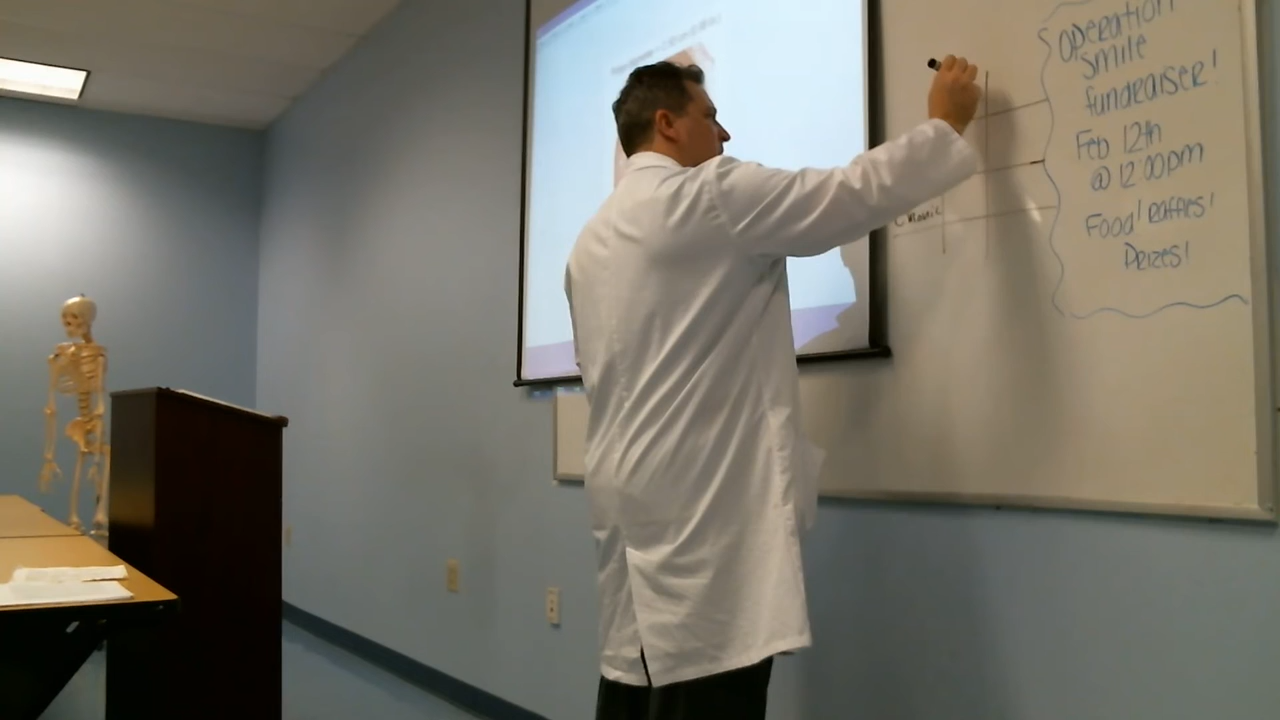 Operation
Smile
fundraiser!
Feb 12th
@ 12:00pm
Food! Raffles!
Prizes!